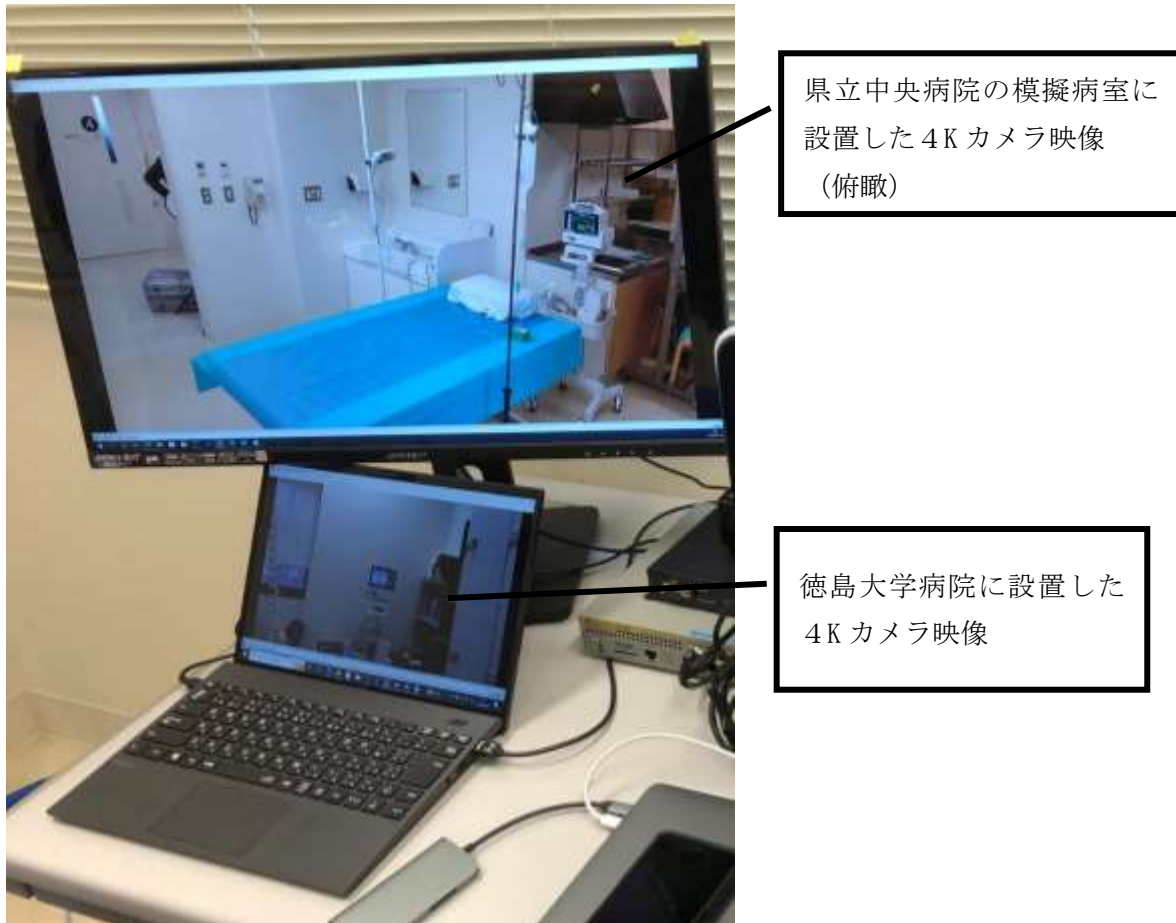 県立中央病院の模擬病室に
設置した４K カメラ映像
（俯瞰）
A
徳島大学病院に設置した
４K カメラ映像